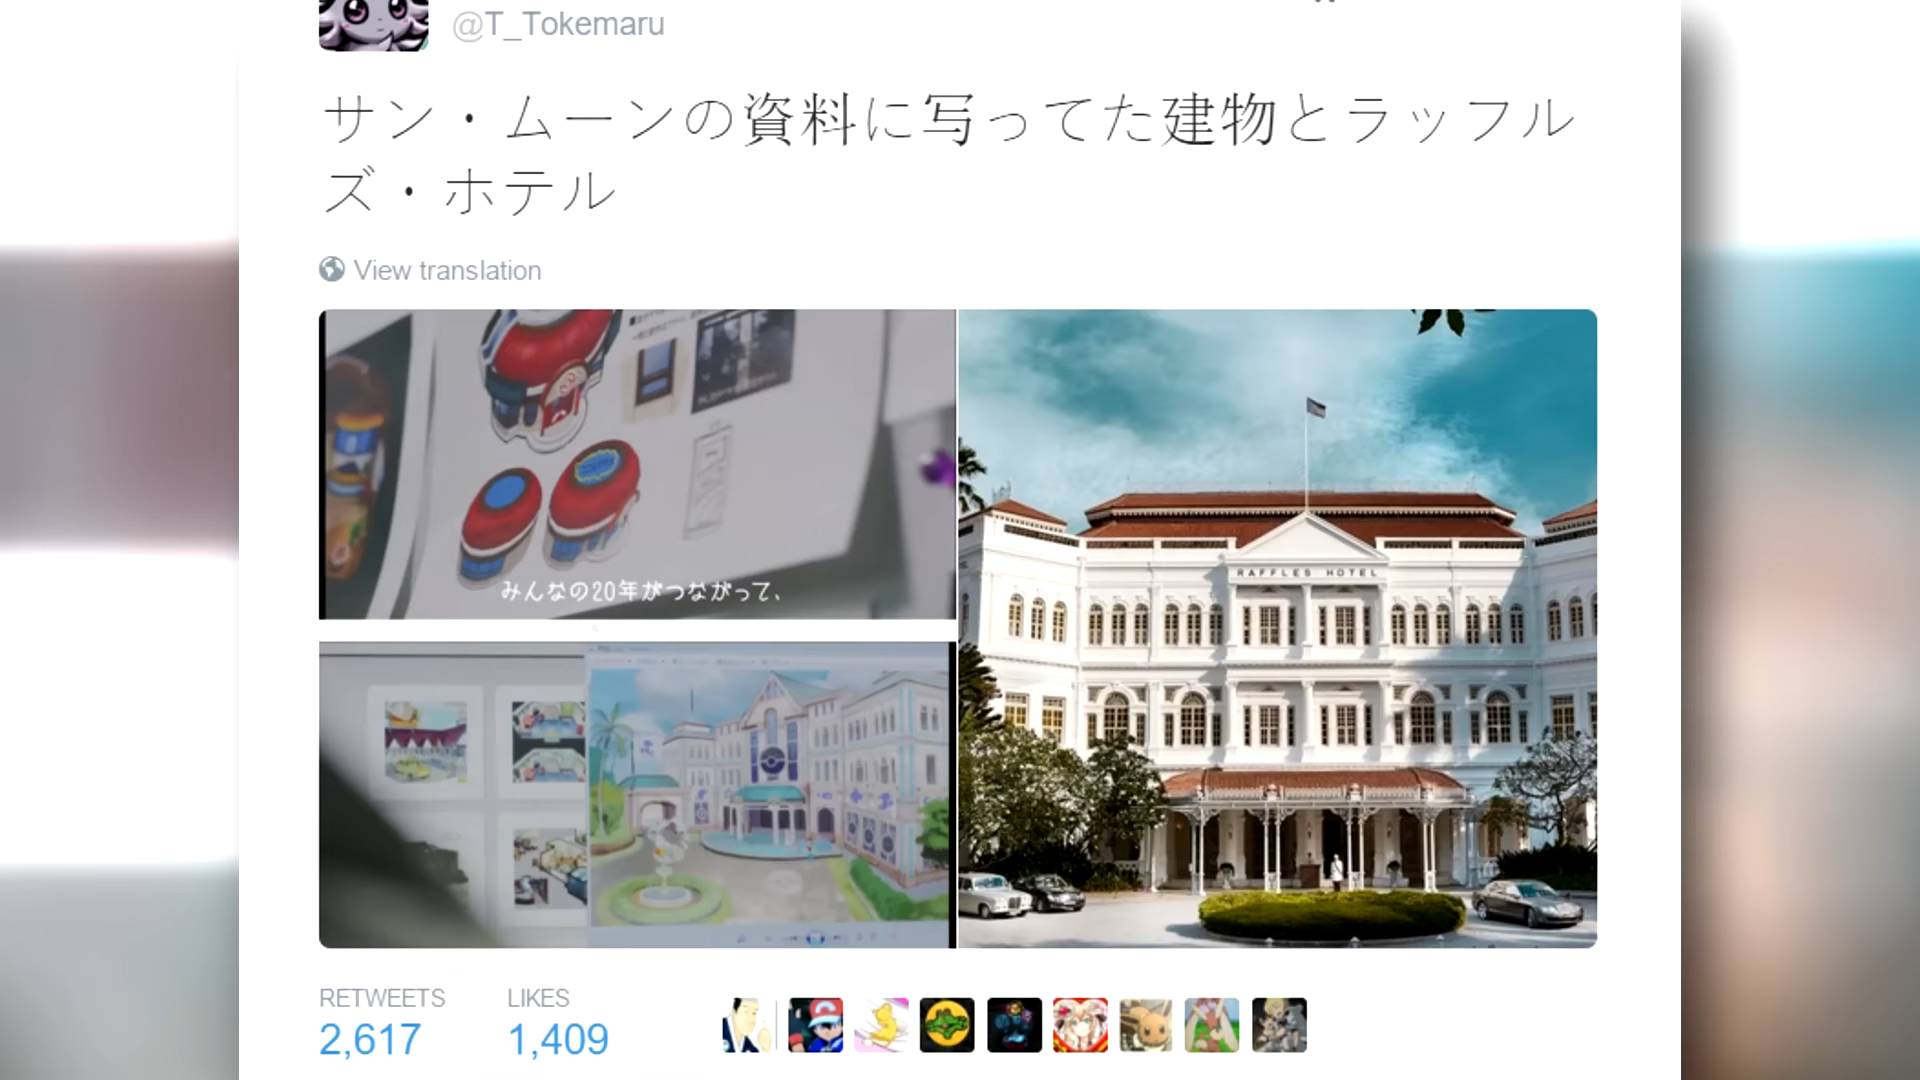 @T_Tokemaru
サン・ムーンの資料に写ってた建物とラッフル
ズ・ホテル
View translation
みんなの20年がつながって、
RAFFLES HOTEL
RETWEETS
LIKES
2,617
1,409